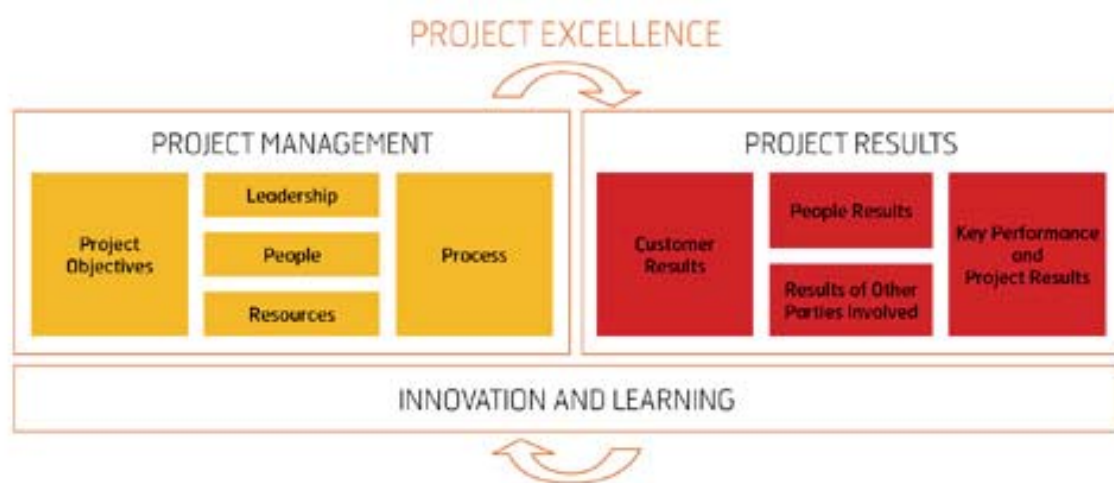 PROJECT EXCELLENCE
PROJECT MANAGEMENT
Project
Objectives
Leadership
People
Resources
Process
PROJECT RESULTS
Customer
Results
People Results
Results of Other
Parties Involved
Key Performance
and
Project Results
INNOVATION AND LEARNING